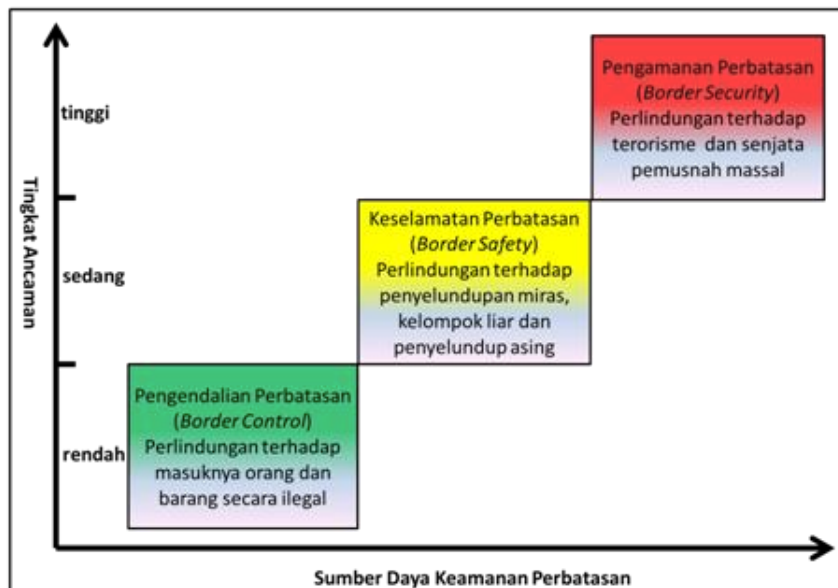 Pengamanan Perbatasan
(Border Security)
Perlindungan terhadap
terorisme dan senjata
pemusnah massal
tinggi
Keselamatan Perbatasan
(Border Safety)
Perlindungan terhadap
penyelundupan miras,
kelompok liar dan
penyelundup asing
sedang
Tingkat Ancaman
Pengendalian Perbatasan
(Border Control)
Perlindungan terhadap
masuknya orang dan
barang secara ilegal
rendah
Sumber Daya Keamanan Perbatasan